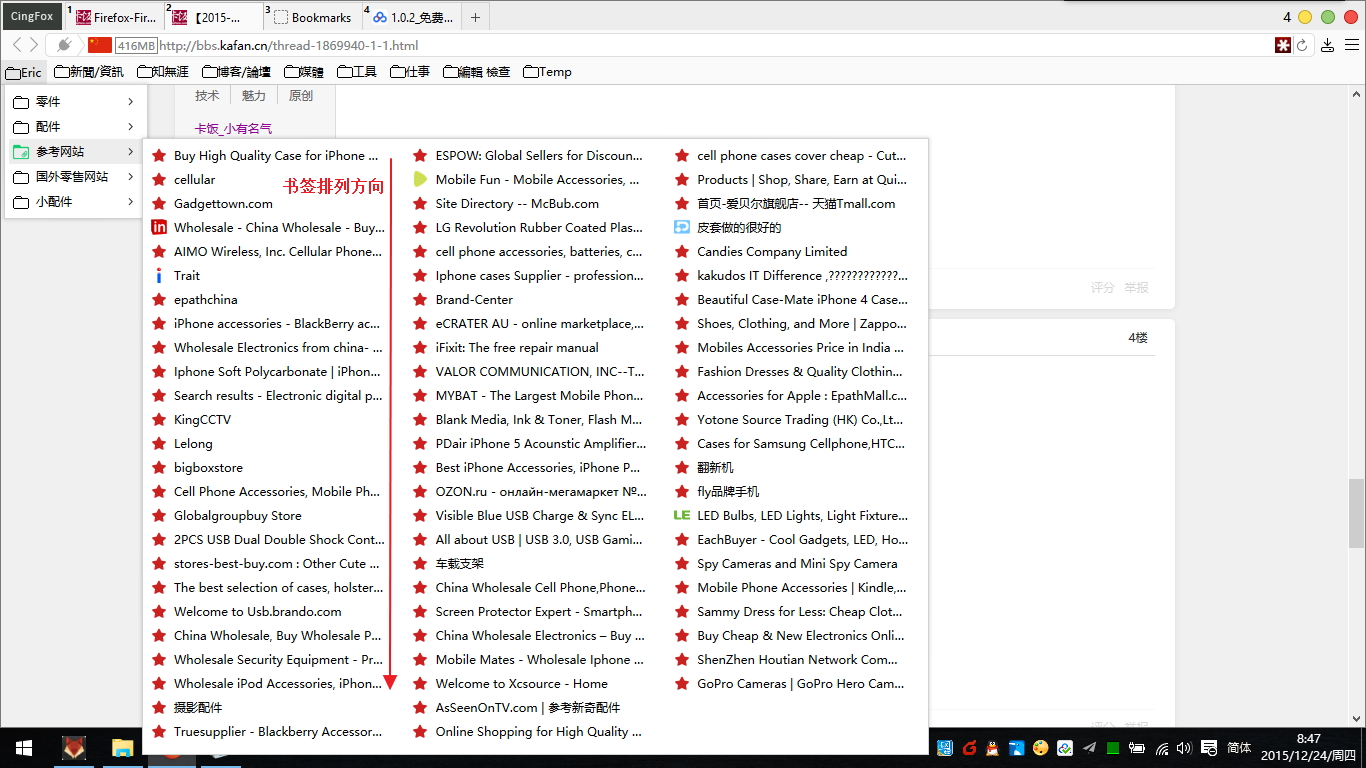 CingFox
1 Firefox-Fir...
2 【2015-...
3 Bookmarks
4 1.0.2_免费...
+
4
416MB http://bbs.kafan.cn/thread-1869940-1-1.html
Eric
新聞/資訊
知無涯
博客/論壇
媒體
工具
仕事
編輯 檢查
Temp
零件
配件
参考网站
国外零售网站
小配件
技术
魅力
原创
卡饭_小有名气
书签排列方向
Buy High Quality Case for iPhone ...
cellular
Gadgettown.com
Wholesale - China Wholesale - Buy...
AIMO Wireless, Inc. Cellular Phone...
Trait
epathchina
iPhone accessories - BlackBerry ac...
Wholesale Electronics from china- ...
Iphone Soft Polycarbonate | iPhon...
Search results - Electronic digital p...
KingCCTV
Lelong
bigboxstore
Cell Phone Accessories, Mobile Ph...
Globalgroupbuy Store
2PCS USB Dual Double Shock Cont...
stores-best-buy.com : Other Cute ...
The best selection of cases, holster...
Welcome to Usb.brando.com
China Wholesale, Buy Wholesale P...
Wholesale Security Equipment - Pr...
Wholesale iPod Accessories, iPhon...
摄影配件
Truesupplier - Blackberry Accessor...
ESPOW: Global Sellers for Discoun...
Mobile Fun - Mobile Accessories, ...
Site Directory -- McBub.com
LG Revolution Rubber Coated Plas...
cell phone accessories, batteries, c...
Iphone cases Supplier - profession...
Brand-Center
eCRATER AU - online marketplace,...
iFixit: The free repair manual
VALOR COMMUNICATION, INC--T...
MYBAT - The Largest Mobile Phon...
Blank Media, Ink & Toner, Flash M...
PDair iPhone 5 Acounstic Amplifier...
Best iPhone Accessories, iPhone P...
OZON.ru - онлайн-мегамаркет №...
Visible Blue USB Charge & Sync EL...
All about USB | USB 3.0, USB Gami...
车载支架
China Wholesale Cell Phone,Phone...
Screen Protector Expert - Smartph...
China Wholesale Electronics – Buy ...
Mobile Mates - Wholesale Iphone ...
Welcome to Xcsource - Home
AsSeenOnTV.com | 参考新奇配件
Online Shopping for High Quality ...
cell phone cases cover cheap - Cut...
Products | Shop, Share, Earn at Qui...
首页-爱贝尔旗舰店-- 天猫Tmall.com
皮套做的很好的
Candies Company Limited
kakudos IT Difference ,????????????...
Beautiful Case-Mate iPhone 4 Case...
Shoes, Clothing, and More | Zappo...
Mobiles Accessories Price in India ...
Fashion Dresses & Quality Clothin...
Accessories for Apple : EpathMall.c...
Yotone Source Trading (HK) Co.,Lt...
Cases for Samsung Cellphone,HTC...
翻新机
fly品牌手机
LE LED Bulbs, LED Lights, Light Fixture...
EachBuyer - Cool Gadgets, LED, Ho...
Spy Cameras and Mini Spy Camera
Mobile Phone Accessories | Kindle,...
Sammy Dress for Less: Cheap Clot...
Buy Cheap & New Electronics Onli...
ShenZhen Houtian Network Com...
GoPro Cameras | GoPro Hero Cam...
评分 举报
4楼
评分 举报
简体
8:47
2015/12/24/周四